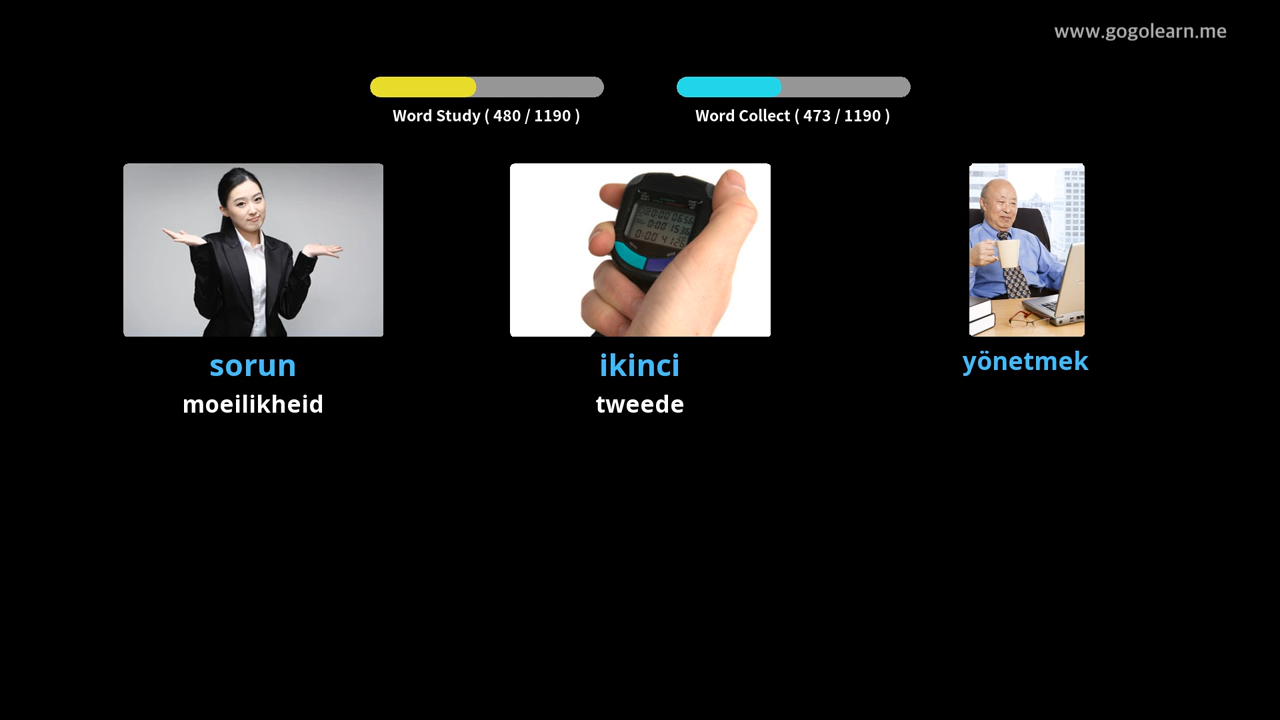 www.gogolearn.me
Word Study ( 480 / 1190 )
Word Collect ( 473 / 1190 )
sorun
moeilikheid
ikinci
tweede
yönetmek